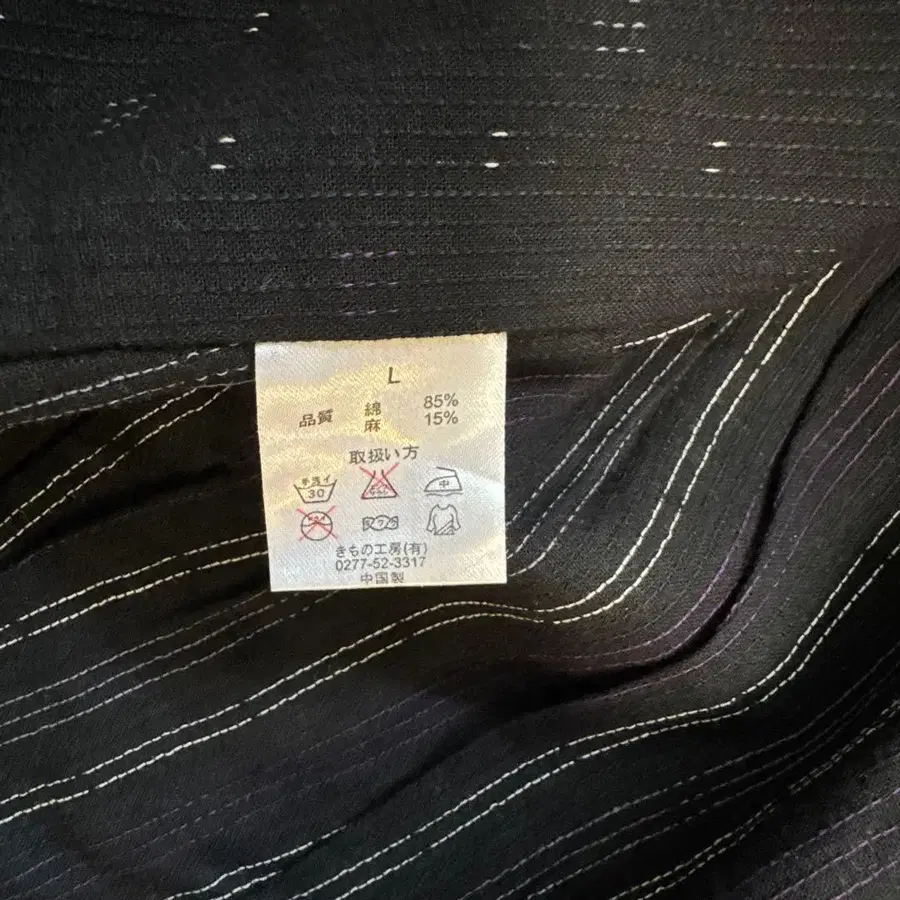 L
品質 綿 85%
麻 15%
取扱い方
手洗イ
30
中
きもの工房(有)
0277-52-3317
中国製